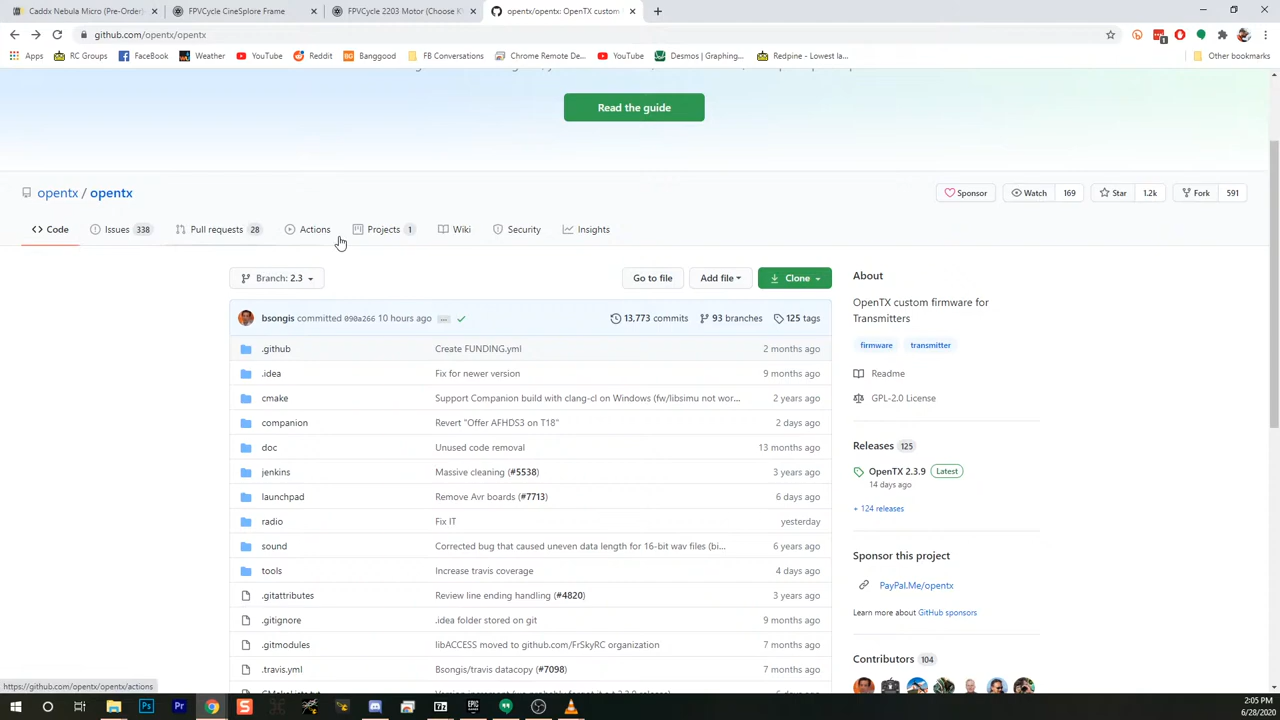 Caddx Nebula Micro (Pre-Order)
FPVCycle CineSplore Frame
FPVCycle 2203 Motor (Choose K
opentx/opentx: OpenTX custom
github.com/opentx/opentx
Apps
RC Groups
FaceBook
Weather
YouTube
Reddit
Banggood
FB Conversations
Chrome Remote De...
YouTube
Desmos | Graphing...
Redpine - Lowest la...
Other bookmarks
Read the guide
opentx / opentx
Sponsor
Watch 169
Star 1.2k
Fork 591
Code
Issues 338
Pull requests 28
Actions
Projects 1
Wiki
Security
Insights
Branch: 2.3
Go to file
Add file
Clone
bsongis committed 090a266 10 hours ago ...
13,773 commits
93 branches
125 tags
.github Create FUNDING.yml 2 months ago
.idea Fix for newer version 9 months ago
cmake Support Companion build with clang-cl on Windows (fw/libsimu not wor... 2 years ago
companion Revert "Offer AFHDS3 on T18" 2 days ago
doc Unused code removal 13 months ago
jenkins Massive cleaning (#5538) 3 years ago
launchpad Remove Avr boards (#7713) 6 days ago
radio Fix IT yesterday
sound Corrected bug that caused uneven data length for 16-bit wav files (bi... 6 years ago
tools Increase travis coverage 4 days ago
.gitattributes Review line ending handling (#4820) 3 years ago
.gitignore .idea folder stored on git 9 months ago
.gitmodules libACCESS moved to github.com/FrSkyRC organization 7 months ago
.travis.yml Bsongis/travis datacopy (#7098) 7 months ago
About
OpenTX custom firmware for
Transmitters
firmware transmitter
Readme
GPL-2.0 License
Releases 125
OpenTX 2.3.9 Latest
14 days ago
+ 124 releases
Sponsor this project
PayPal.Me/opentx
Learn more about GitHub sponsors
Contributors 104
https://github.com/opentx/opentx/actions
2:05 PM
6/28/2020